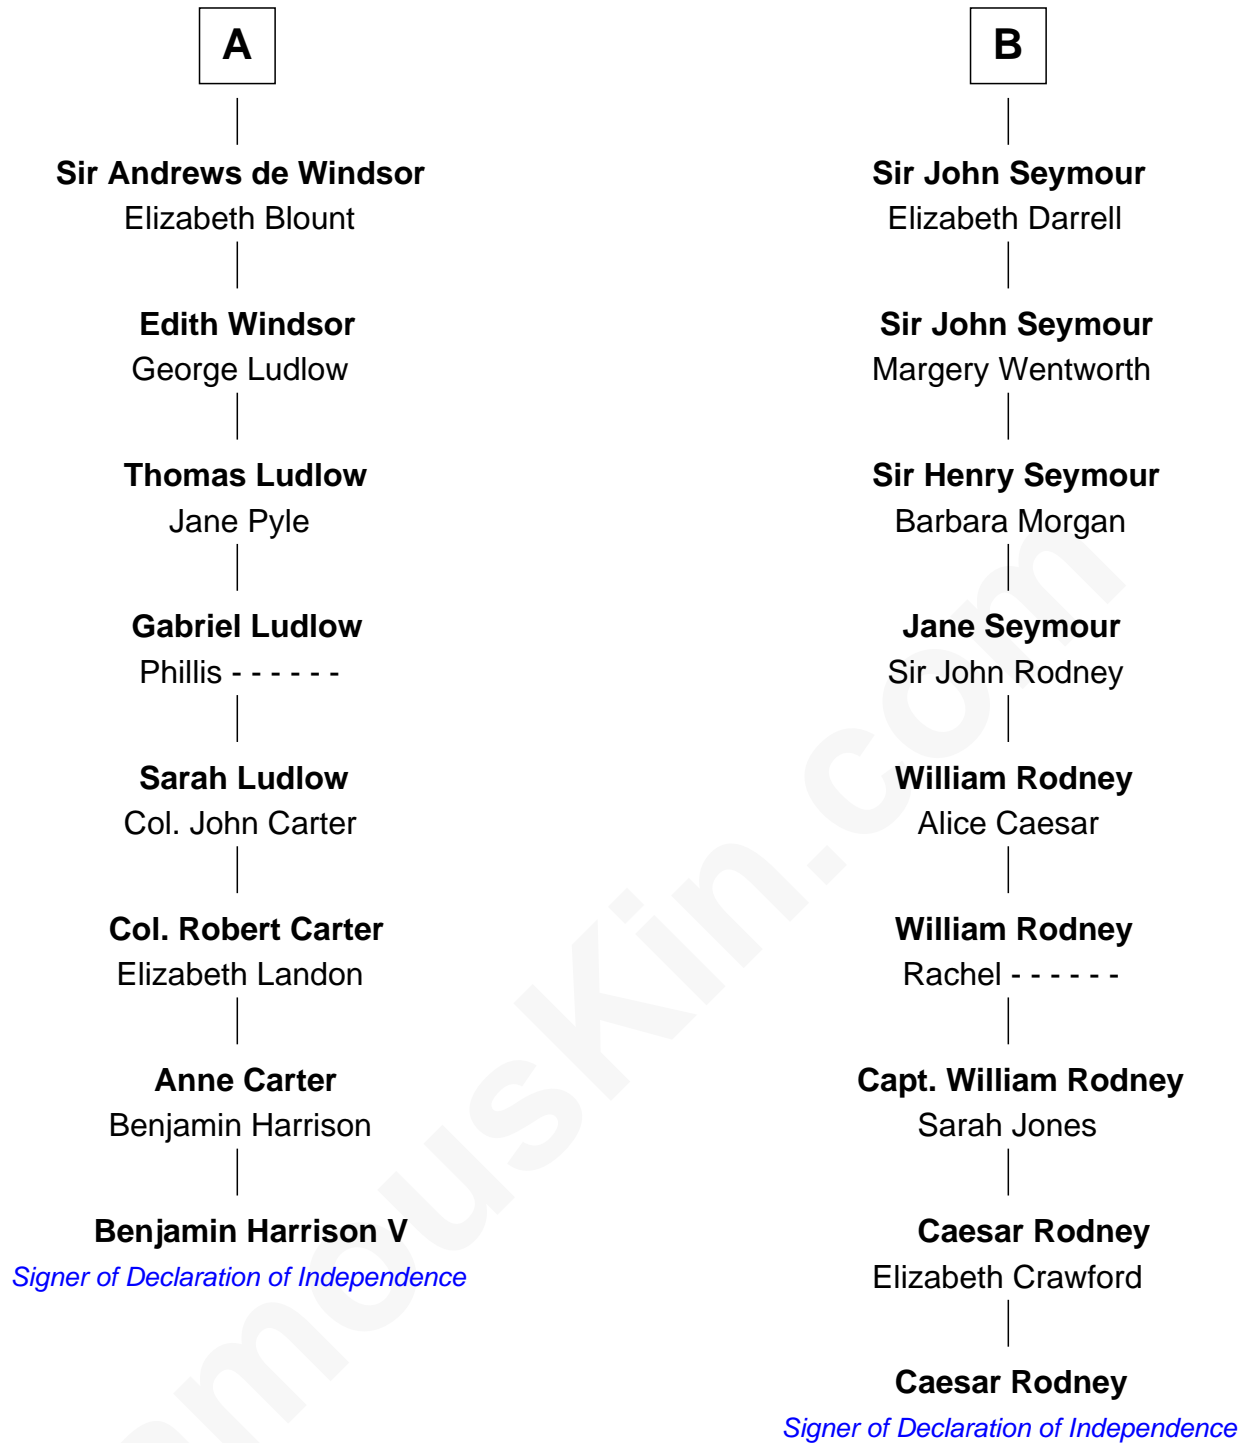 A
Sir Andrews de Windsor
Elizabeth Blount
Edith Windsor
George Ludlow
Thomas Ludlow
Jane Pyle
Gabriel Ludlow
Phillis - - - - - -
Sarah Ludlow
Col. John Carter
Col. Robert Carter
Elizabeth Landon
Anne Carter
Benjamin Harrison
Benjamin Harrison V
Signer of Declaration of Independence
B
Sir John Seymour
Elizabeth Darrell
Sir John Seymour
Margery Wentworth
Sir Henry Seymour
Barbara Morgan
Jane Seymour
Sir John Rodney
William Rodney
Alice Caesar
William Rodney
Rachel - - - - - -
Capt. William Rodney
Sarah Jones
Caesar Rodney
Elizabeth Crawford
Caesar Rodney
Signer of Declaration of Independence
amousKin.com